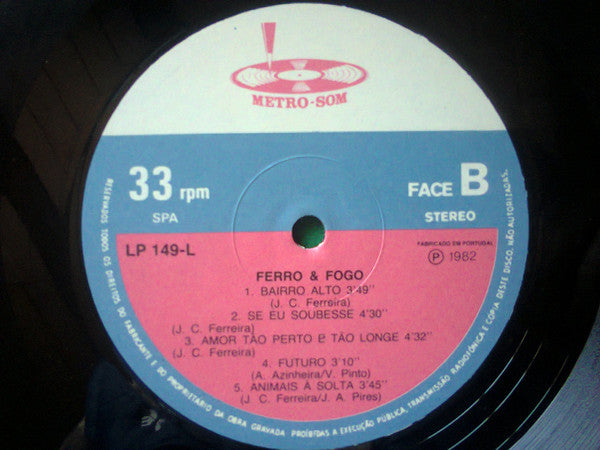 METRO-SOM
33 rpm
SPA
FACE B
STEREO
LP 149-L
FABRICADO EM PORTUGAL
Ⓟ 1982
FERRO & FOGO
1. BAIRRO ALTO 3'49"
(J. C. Ferreira)
2. SE EU SOUBESSE 4'30"
(J. C. Ferreira)
3. AMOR TÃO PERTO E TÃO LONGE 4'32"
(J. C. Ferreira)
4. FUTURO 3'10"
(A. Azinheira/V. Pinto)
5. ANIMAIS À SOLTA 3'45"
(J. C. Ferreira/J. A. Pires)
RESERVADOS TODOS OS DIREITOS DO FABRICANTE E DO PROPRIETARIO DA OBRA GRAVADA. PROIBIDAS A EXECUÇÃO PÚBLICA, TRANSMISSÃO RADIOFÓNICA E COPIA DESTE DISCO, NÃO AUTORIZADAS.